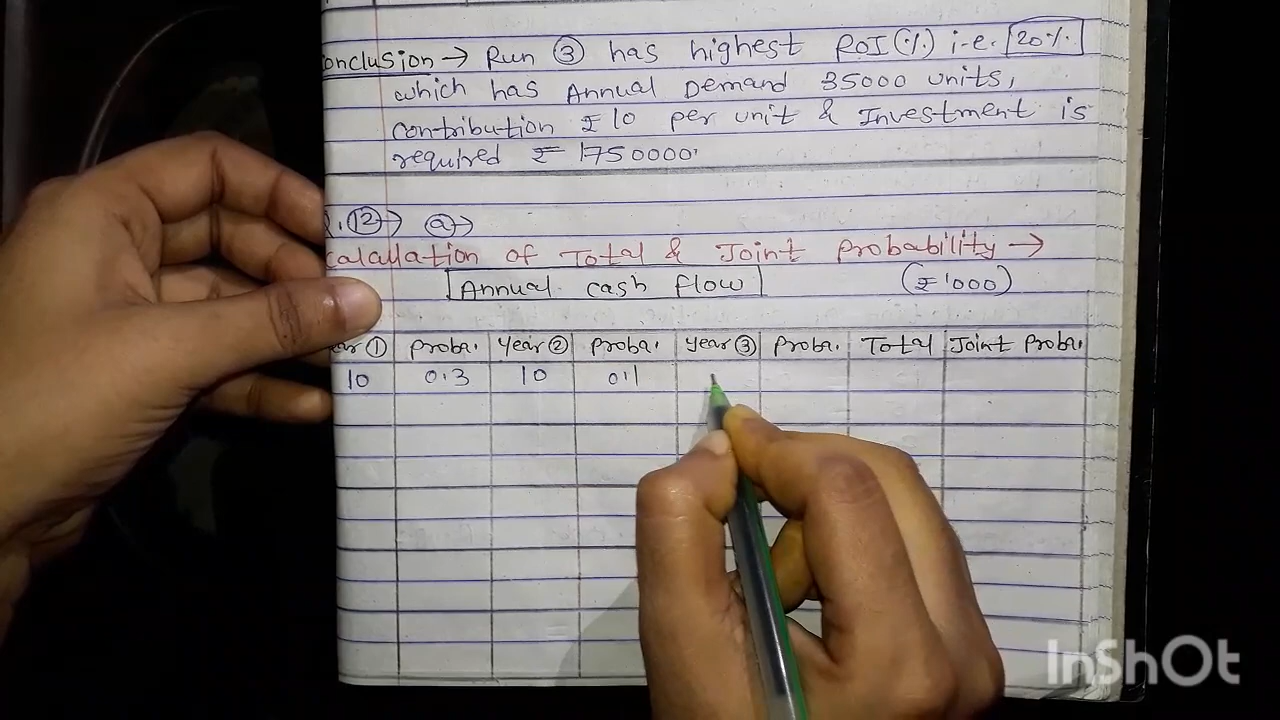 onclusion → Run ③ has highest ROI(%) i.e. 20%.
which has Annual Demand 35000 units,
contribution ₹ 10 per unit & Investment is
required ₹ 1750000.
⑫→ ⓐ→
calallation of Total & Joint Probability →
Annual cash flow (₹ '000)
ear ① Proba. Year ② Proba. Year ③ Proba. Total Joint Proba.
10 0.3 10 0.1
InShOt